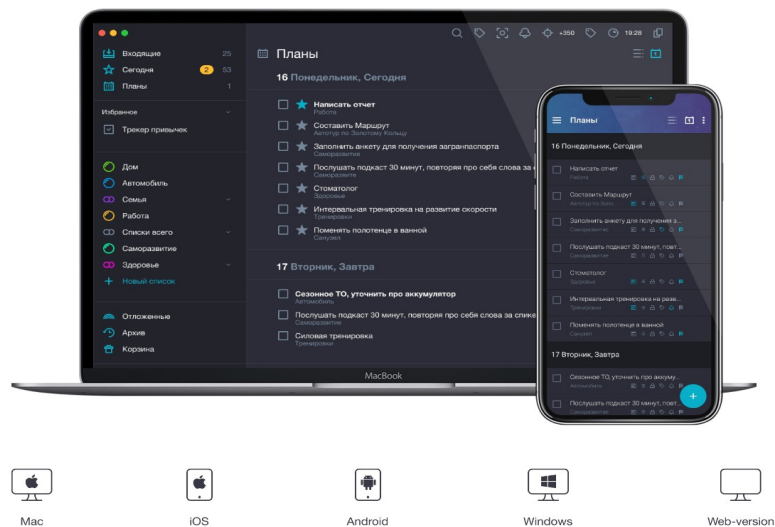 +350
19:28
Входящие 25
Сегодня 2 53
Планы 1
Избранное
Трекер привычек
Дом
Автомобиль
Семья
Работа
Списки всего
Саморазвитие
Здоровье
Новый список
Отложенные
Архив
Корзина
Планы
16 Понедельник, Сегодня
Написать отчет
Работа
Составить Маршрут
Автотур по Золотому Кольцу
Заполнить анкету для получения загранпаспорта
Саморазвитие
Послушать подкаст 30 минут, повторяя про себя слова за
Саморазвитие
Стоматолог
Здоровье
Интервальная тренировка на развитие скорости
Тренировки
Поменять полотенце в ванной
Санузел
17 Вторник, Завтра
Сезонное ТО, уточнить про аккумулятор
Автомобиль
Послушать подкаст 30 минут, повторяя про себя слова за спике
Саморазвитие
Силовая тренировка
Тренировки
MacBook
Планы
16 Понедельник, Сегодня
Написать отчет
Работа
Составить Маршрут
Автотур по Золо
Заполнить анкету для получения з...
Саморазвитие
Послушать подкаст 30 минут, повт...
Саморазвитие
Стоматолог
Здоровье
Интервальная тренировка на разв...
Тренировки
Поменять полотенце в ванной
Санузел
17 Вторник, Завтра
Сезонное ТО, уточнить про аккуму...
Автомобиль
Послушать подкаст 30 минут, повт...
Саморазвитие
Mac
iOS
Android
Windows
Web-version